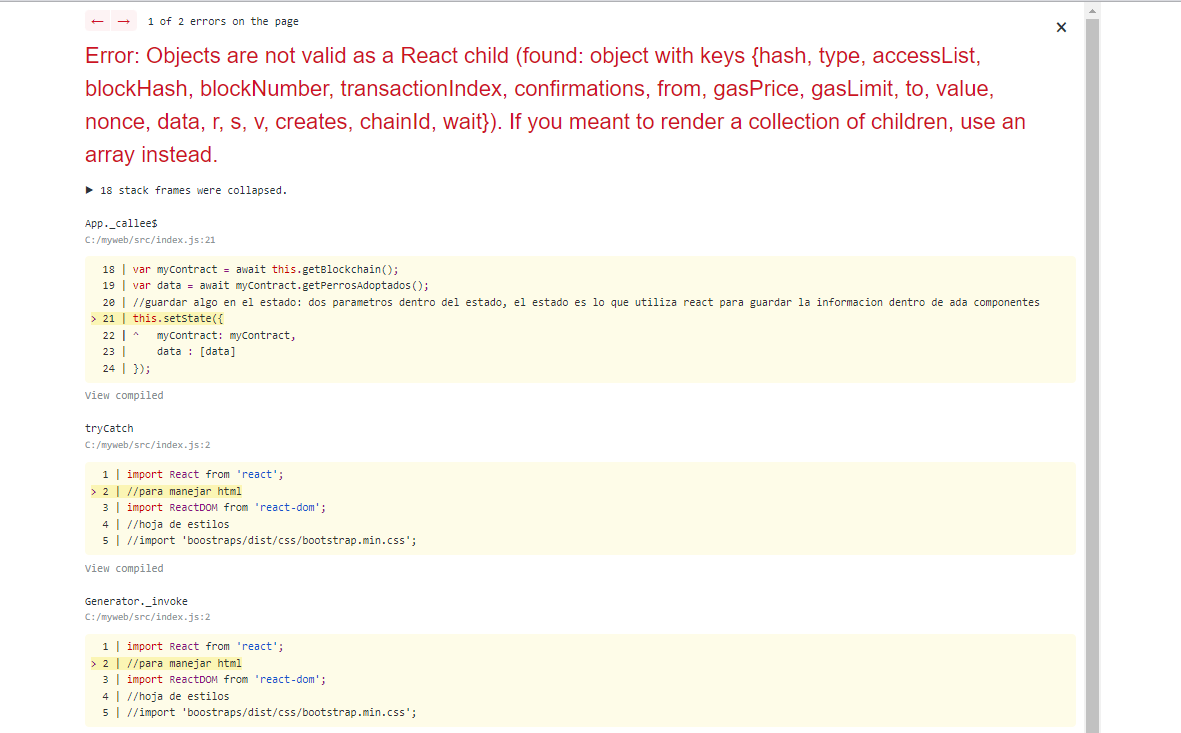 ← → 1 of 2 errors on the page
×
Error: Objects are not valid as a React child (found: object with keys {hash, type, accessList,
blockHash, blockNumber, transactionIndex, confirmations, from, gasPrice, gasLimit, to, value,
nonce, data, r, s, v, creates, chainId, wait}). If you meant to render a collection of children, use an
array instead.
▶ 18 stack frames were collapsed.
App._callee$
C:/myweb/src/index.js:21
18 | var myContract = await this.getBlockchain();
19 | var data = await myContract.getPerrosAdoptados();
20 | //guardar algo en el estado: dos parametros dentro del estado, el estado es lo que utiliza react para guardar la informacion dentro de ada componentes
> 21 | this.setState({
22 | ^   myContract: myContract,
23 |     data : [data]
24 | });
View compiled
tryCatch
C:/myweb/src/index.js:2
1 | import React from 'react';
> 2 | //para manejar html
3 | import ReactDOM from 'react-dom';
4 | //hoja de estilos
5 | //import 'boostraps/dist/css/bootstrap.min.css';
View compiled
Generator._invoke
C:/myweb/src/index.js:2
1 | import React from 'react';
> 2 | //para manejar html
3 | import ReactDOM from 'react-dom';
4 | //hoja de estilos
5 | //import 'boostraps/dist/css/bootstrap.min.css';